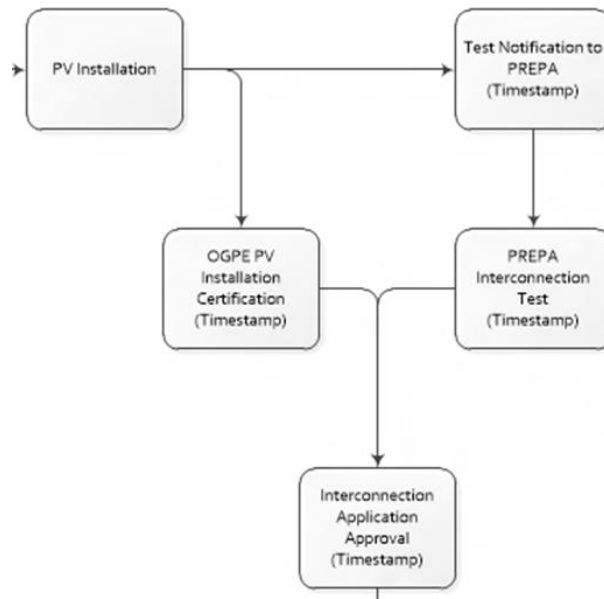 PV Installation
Test Notification to
PREPA
(Timestamp)
OGPE PV
Installation
Certification
(Timestamp)
PREPA
Interconnection
Test
(Timestamp)
Interconnection
Application
Approval
(Timestamp)